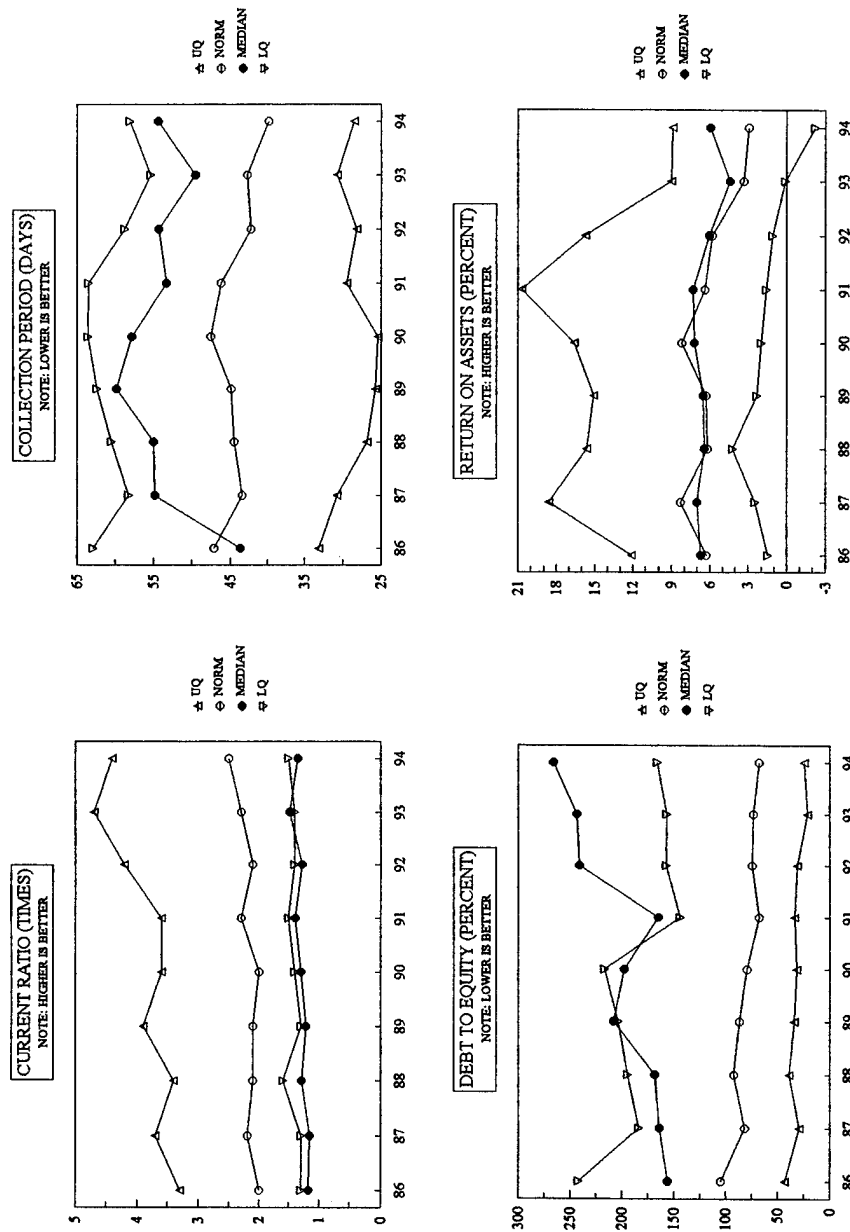 CURRENT RATIO (TIMES)
NOTE: HIGHER IS BETTER
5
4
3
2
1
0
86 87 88 89 90 91 92 93 94
UQ
NORM
MEDIAN
LQ
COLLECTION PERIOD (DAYS)
NOTE: LOWER IS BETTER
65
55
45
35
25
86 87 88 89 90 91 92 93 94
UQ
NORM
MEDIAN
LQ
DEBT TO EQUITY (PERCENT)
NOTE: LOWER IS BETTER
300
250
200
150
100
50
0
86 87 88 89 90 91 92 93 94
UQ
NORM
MEDIAN
LQ
RETURN ON ASSETS (PERCENT)
NOTE: HIGHER IS BETTER
21
18
15
12
9
6
3
0
-3
86 87 88 89 90 91 92 93 94
UQ
NORM
MEDIAN
LQ